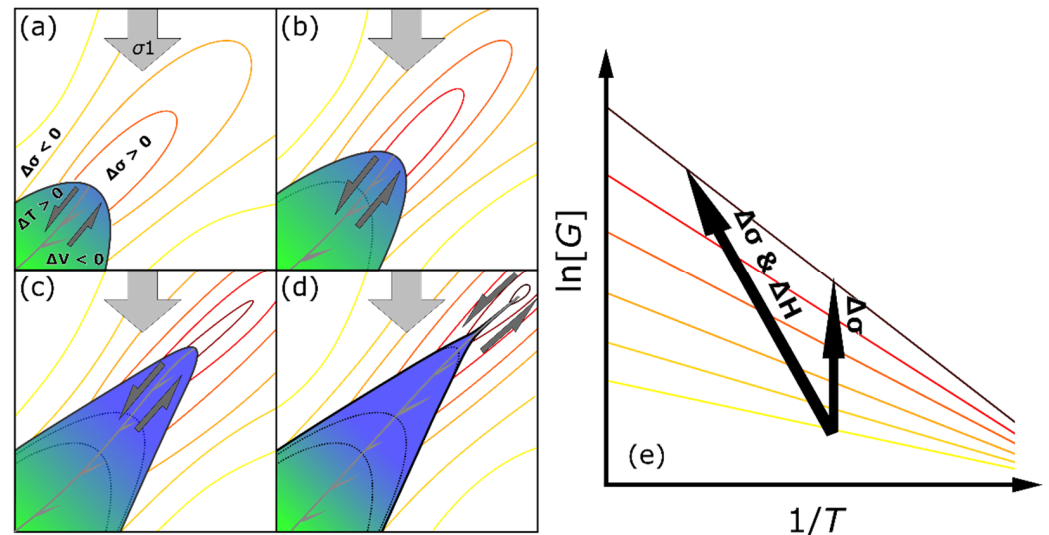 (a)
σ1
Δσ < 0
Δσ > 0
ΔT > 0
ΔV < 0
(b)
(c)
(d)
ln[G]
Δσ & ΔH
Δσ
(e)
1/T